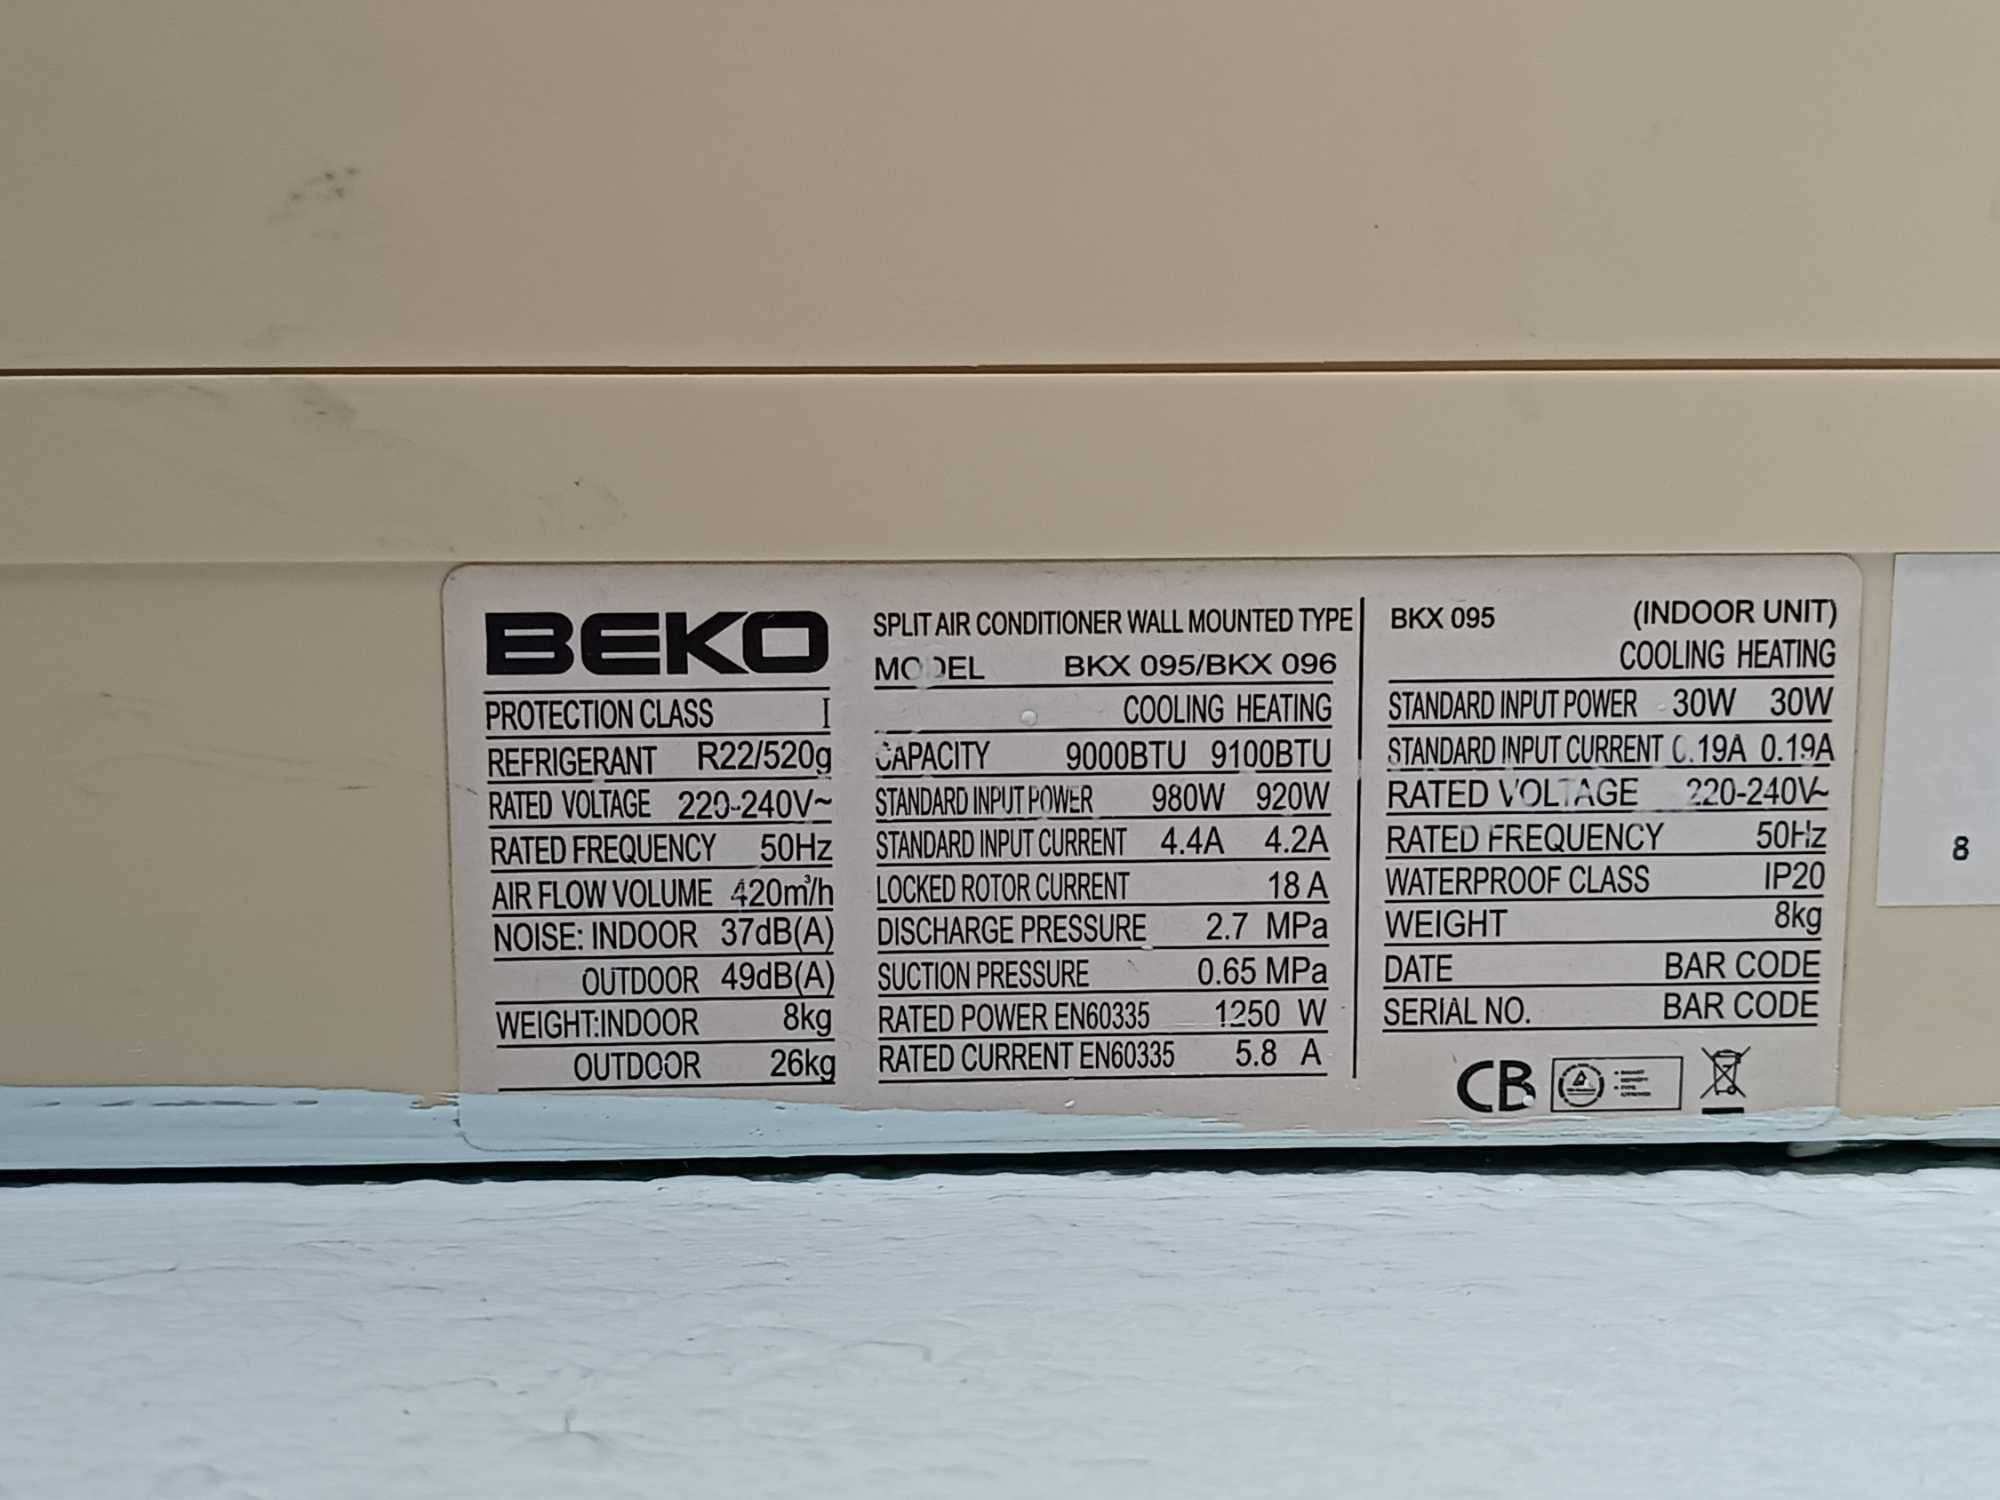 BEKO
PROTECTION CLASS I
REFRIGERANT R22/520g
RATED VOLTAGE 220-240V~
RATED FREQUENCY 50Hz
AIR FLOW VOLUME 420m³/h
NOISE: INDOOR 37dB(A)
OUTDOOR 49dB(A)
WEIGHT:INDOOR 8kg
OUTDOOR 26kg
SPLIT AIR CONDITIONER WALL MOUNTED TYPE
MODEL BKX 095/BKX 096
COOLING HEATING
CAPACITY 9000BTU 9100BTU
STANDARD INPUT POWER 980W 920W
STANDARD INPUT CURRENT 4.4A 4.2A
LOCKED ROTOR CURRENT 18 A
DISCHARGE PRESSURE 2.7 MPa
SUCTION PRESSURE 0.65 MPa
RATED POWER EN60335 1250 W
RATED CURRENT EN60335 5.8 A
BKX 095 (INDOOR UNIT)
COOLING HEATING
STANDARD INPUT POWER 30W 30W
STANDARD INPUT CURRENT 0.19A 0.19A
RATED VOLTAGE 220-240V~
RATED FREQUENCY 50Hz
WATERPROOF CLASS IP20
WEIGHT 8kg
DATE BAR CODE
SERIAL NO. BAR CODE
CB
8